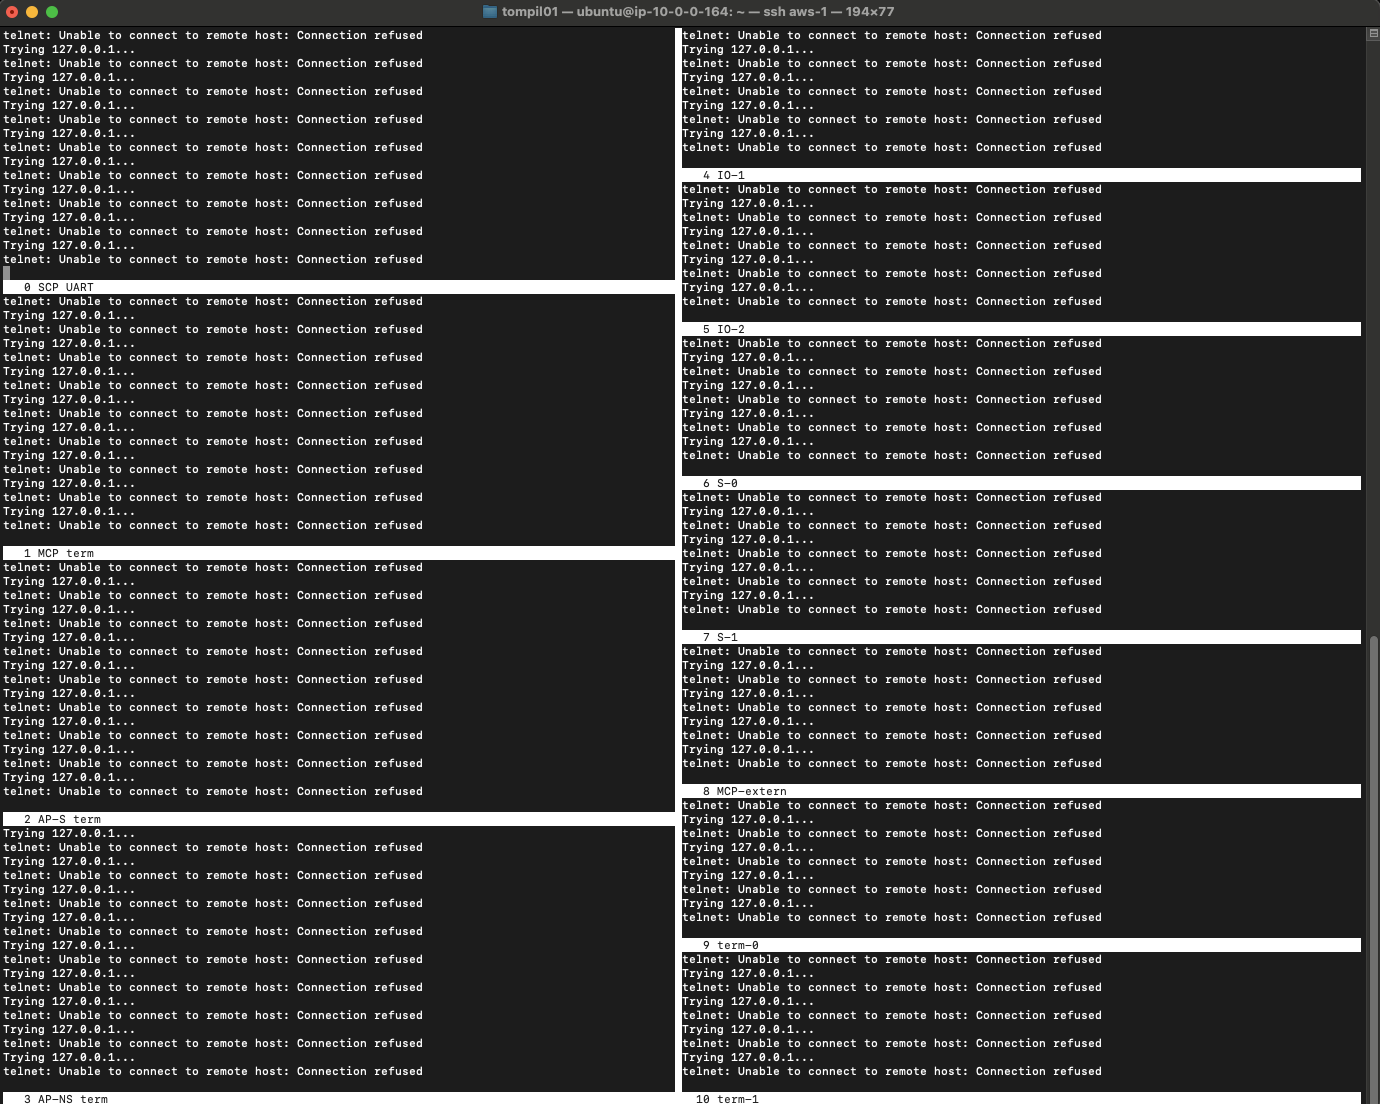 tompil01 — ubuntu@ip-10-0-0-164: ~ — ssh aws-1 — 194×77
telnet: Unable to connect to remote host: Connection refused
Trying 127.0.0.1...
telnet: Unable to connect to remote host: Connection refused
Trying 127.0.0.1...
telnet: Unable to connect to remote host: Connection refused
Trying 127.0.0.1...
telnet: Unable to connect to remote host: Connection refused
Trying 127.0.0.1...
telnet: Unable to connect to remote host: Connection refused
Trying 127.0.0.1...
telnet: Unable to connect to remote host: Connection refused
Trying 127.0.0.1...
telnet: Unable to connect to remote host: Connection refused
Trying 127.0.0.1...
telnet: Unable to connect to remote host: Connection refused
Trying 127.0.0.1...
telnet: Unable to connect to remote host: Connection refused
0 SCP UART
telnet: Unable to connect to remote host: Connection refused
Trying 127.0.0.1...
telnet: Unable to connect to remote host: Connection refused
Trying 127.0.0.1...
telnet: Unable to connect to remote host: Connection refused
Trying 127.0.0.1...
telnet: Unable to connect to remote host: Connection refused
Trying 127.0.0.1...
telnet: Unable to connect to remote host: Connection refused
Trying 127.0.0.1...
telnet: Unable to connect to remote host: Connection refused
Trying 127.0.0.1...
telnet: Unable to connect to remote host: Connection refused
Trying 127.0.0.1...
telnet: Unable to connect to remote host: Connection refused
Trying 127.0.0.1...
telnet: Unable to connect to remote host: Connection refused
1 MCP term
telnet: Unable to connect to remote host: Connection refused
Trying 127.0.0.1...
telnet: Unable to connect to remote host: Connection refused
Trying 127.0.0.1...
telnet: Unable to connect to remote host: Connection refused
Trying 127.0.0.1...
telnet: Unable to connect to remote host: Connection refused
Trying 127.0.0.1...
telnet: Unable to connect to remote host: Connection refused
Trying 127.0.0.1...
telnet: Unable to connect to remote host: Connection refused
Trying 127.0.0.1...
telnet: Unable to connect to remote host: Connection refused
Trying 127.0.0.1...
telnet: Unable to connect to remote host: Connection refused
Trying 127.0.0.1...
telnet: Unable to connect to remote host: Connection refused
2 AP-S term
Trying 127.0.0.1...
telnet: Unable to connect to remote host: Connection refused
Trying 127.0.0.1...
telnet: Unable to connect to remote host: Connection refused
Trying 127.0.0.1...
telnet: Unable to connect to remote host: Connection refused
Trying 127.0.0.1...
telnet: Unable to connect to remote host: Connection refused
Trying 127.0.0.1...
telnet: Unable to connect to remote host: Connection refused
Trying 127.0.0.1...
telnet: Unable to connect to remote host: Connection refused
Trying 127.0.0.1...
telnet: Unable to connect to remote host: Connection refused
Trying 127.0.0.1...
telnet: Unable to connect to remote host: Connection refused
Trying 127.0.0.1...
telnet: Unable to connect to remote host: Connection refused
3 AP-NS term
telnet: Unable to connect to remote host: Connection refused
Trying 127.0.0.1...
telnet: Unable to connect to remote host: Connection refused
Trying 127.0.0.1...
telnet: Unable to connect to remote host: Connection refused
Trying 127.0.0.1...
telnet: Unable to connect to remote host: Connection refused
Trying 127.0.0.1...
telnet: Unable to connect to remote host: Connection refused
4 IO-1
telnet: Unable to connect to remote host: Connection refused
Trying 127.0.0.1...
telnet: Unable to connect to remote host: Connection refused
Trying 127.0.0.1...
telnet: Unable to connect to remote host: Connection refused
Trying 127.0.0.1...
telnet: Unable to connect to remote host: Connection refused
Trying 127.0.0.1...
telnet: Unable to connect to remote host: Connection refused
5 IO-2
telnet: Unable to connect to remote host: Connection refused
Trying 127.0.0.1...
telnet: Unable to connect to remote host: Connection refused
Trying 127.0.0.1...
telnet: Unable to connect to remote host: Connection refused
Trying 127.0.0.1...
telnet: Unable to connect to remote host: Connection refused
Trying 127.0.0.1...
telnet: Unable to connect to remote host: Connection refused
6 S-0
telnet: Unable to connect to remote host: Connection refused
Trying 127.0.0.1...
telnet: Unable to connect to remote host: Connection refused
Trying 127.0.0.1...
telnet: Unable to connect to remote host: Connection refused
Trying 127.0.0.1...
telnet: Unable to connect to remote host: Connection refused
Trying 127.0.0.1...
telnet: Unable to connect to remote host: Connection refused
7 S-1
telnet: Unable to connect to remote host: Connection refused
Trying 127.0.0.1...
telnet: Unable to connect to remote host: Connection refused
Trying 127.0.0.1...
telnet: Unable to connect to remote host: Connection refused
Trying 127.0.0.1...
telnet: Unable to connect to remote host: Connection refused
Trying 127.0.0.1...
telnet: Unable to connect to remote host: Connection refused
8 MCP-extern
telnet: Unable to connect to remote host: Connection refused
Trying 127.0.0.1...
telnet: Unable to connect to remote host: Connection refused
Trying 127.0.0.1...
telnet: Unable to connect to remote host: Connection refused
Trying 127.0.0.1...
telnet: Unable to connect to remote host: Connection refused
Trying 127.0.0.1...
telnet: Unable to connect to remote host: Connection refused
9 term-0
telnet: Unable to connect to remote host: Connection refused
Trying 127.0.0.1...
telnet: Unable to connect to remote host: Connection refused
Trying 127.0.0.1...
telnet: Unable to connect to remote host: Connection refused
Trying 127.0.0.1...
telnet: Unable to connect to remote host: Connection refused
Trying 127.0.0.1...
telnet: Unable to connect to remote host: Connection refused
10 term-1